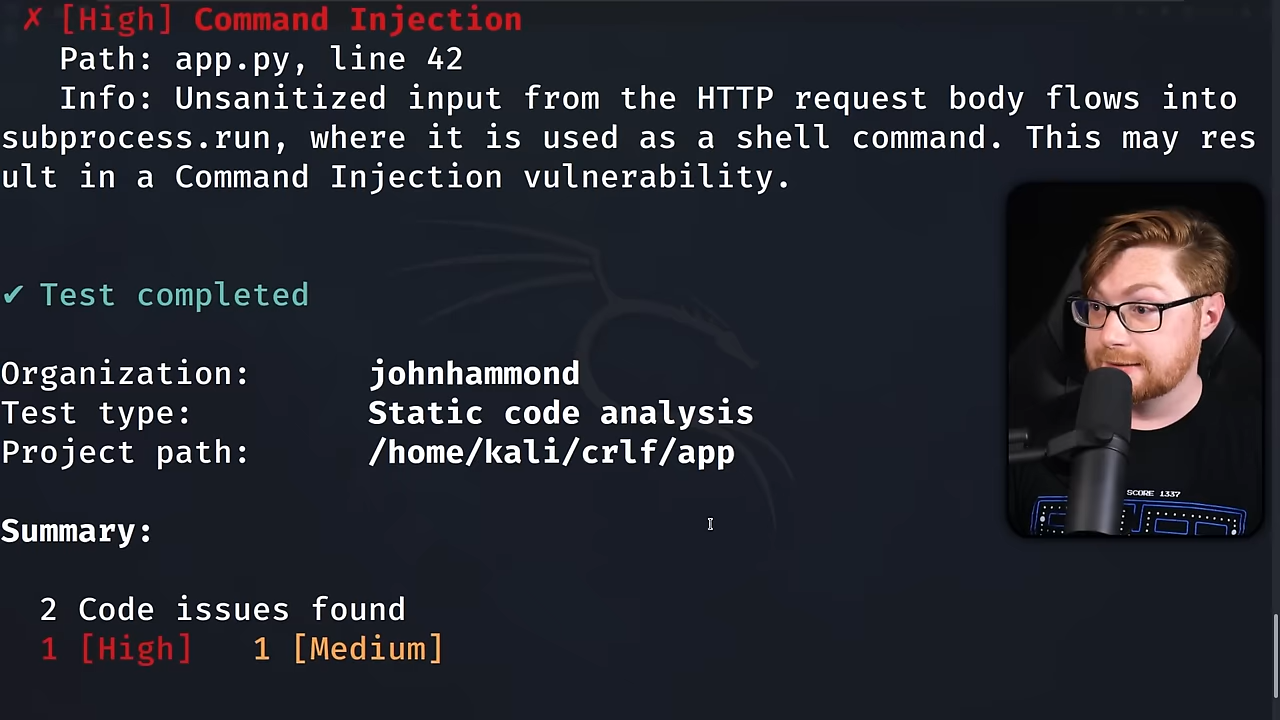 ✗ [High] Command Injection
Path: app.py, line 42
Info: Unsanitized input from the HTTP request body flows into
subprocess.run, where it is used as a shell command. This may res
ult in a Command Injection vulnerability.
✔ Test completed
Organization: johnhammond
Test type: Static code analysis
Project path: /home/kali/crlf/app
SCORE 1337
Summary:
2 Code issues found
1 [High] 1 [Medium]